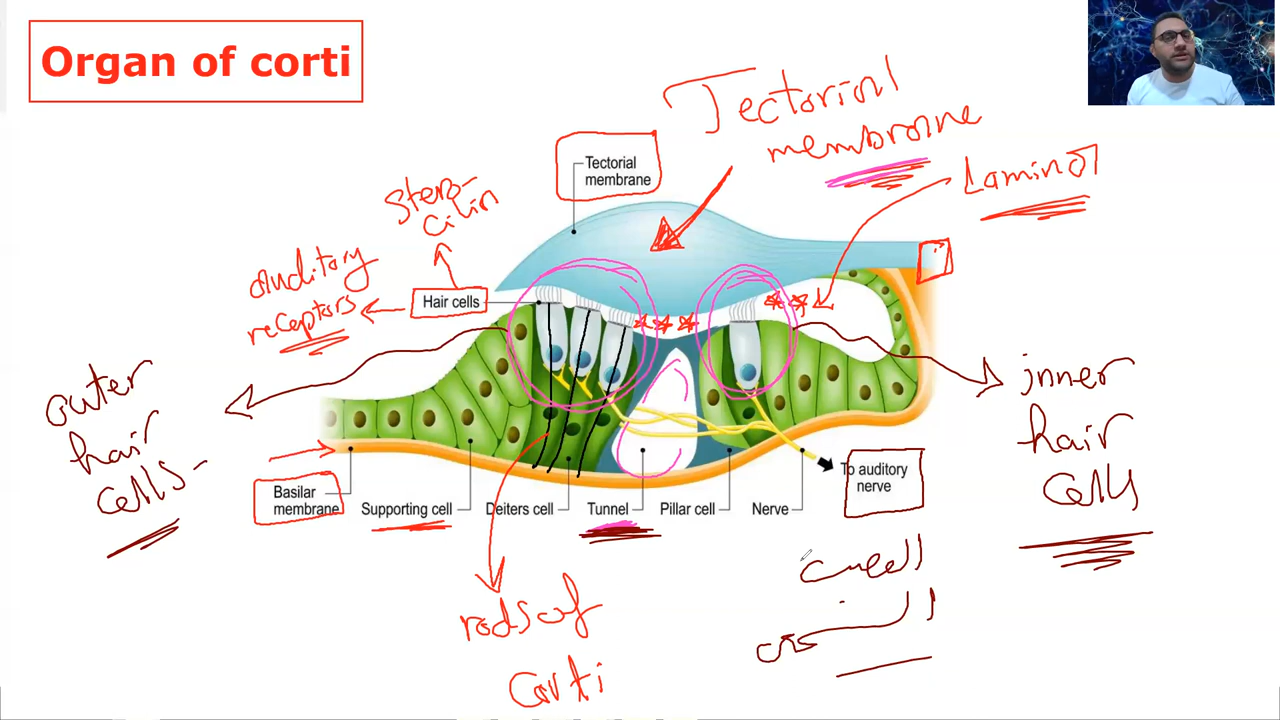 Organ of corti
Tectorial
membrane
Tectorial
membrane
Laminar
stereo-
cilia
auditory
receptors
Hair cells
outer
hair
cells
inner
hair
cells
To auditory
nerve
Basilar
membrane
Supporting cell
Deiters cell
Tunnel
Pillar cell
Nerve
rods of
corti